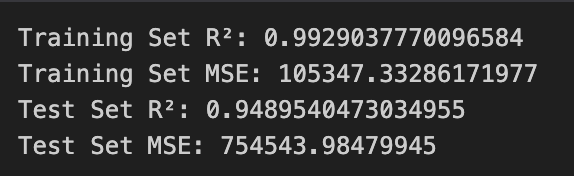 Training Set R²: 0.9929037770096584
Training Set MSE: 105347.33286171977
Test Set R²: 0.9489540473034955
Test Set MSE: 754543.98479945